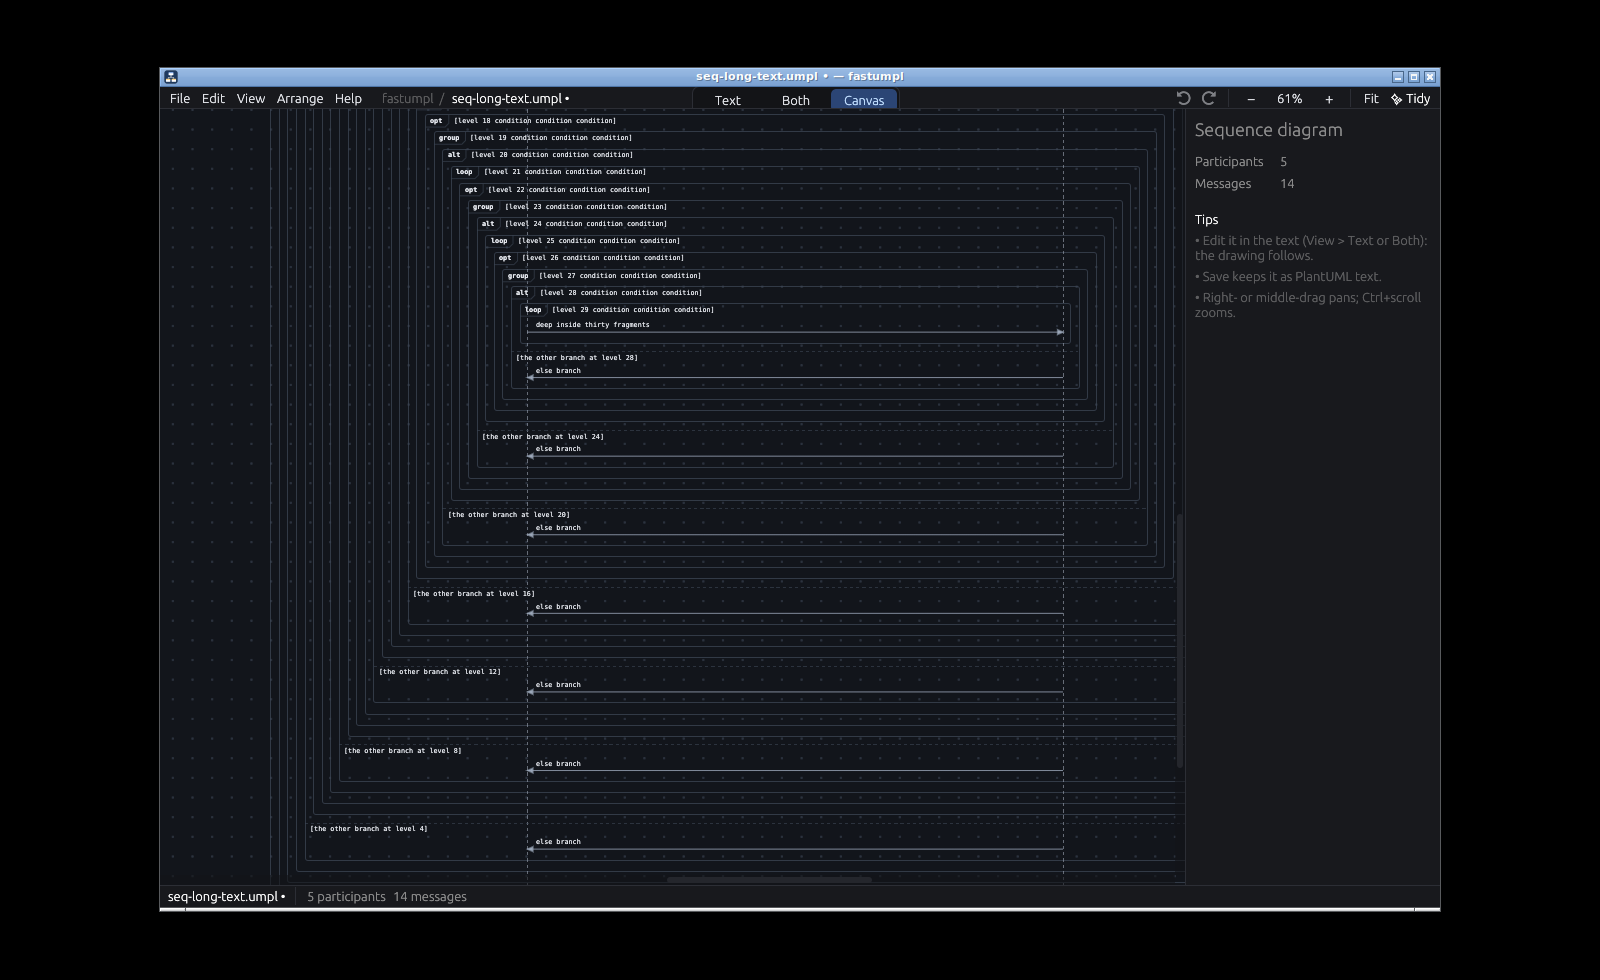 seq-long-text.umpl • — fastumpl
File Edit View Arrange Help fastumpl / seq-long-text.umpl • Text Both Canvas − 61% + Fit Tidy
opt [level 18 condition condition condition]
group [level 19 condition condition condition]
alt [level 20 condition condition condition]
loop [level 21 condition condition condition]
opt [level 22 condition condition condition]
group [level 23 condition condition condition]
alt [level 24 condition condition condition]
loop [level 25 condition condition condition]
opt [level 26 condition condition condition]
group [level 27 condition condition condition]
alt [level 28 condition condition condition]
loop [level 29 condition condition condition]
deep inside thirty fragments
[the other branch at level 28]
else branch
[the other branch at level 24]
else branch
[the other branch at level 20]
else branch
[the other branch at level 16]
else branch
[the other branch at level 12]
else branch
[the other branch at level 8]
else branch
[the other branch at level 4]
else branch
Sequence diagram
Participants 5
Messages 14
Tips
• Edit it in the text (View > Text or Both):
the drawing follows.
• Save keeps it as PlantUML text.
• Right- or middle-drag pans; Ctrl+scroll
zooms.
seq-long-text.umpl • 5 participants 14 messages